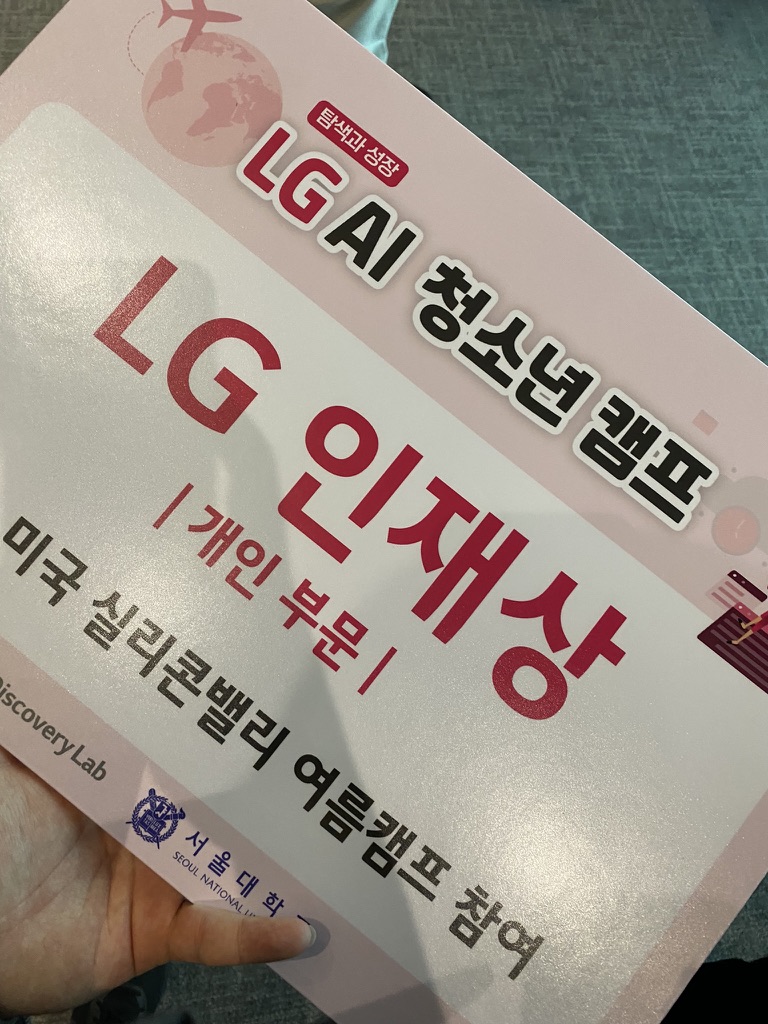 탐색과 성장
LG AI 청소년 캠프
LG 인재상
| 개인 부문 |
미국 실리콘밸리 여름캠프 참여
Discovery Lab
서울대학
SEOUL NATIONAL